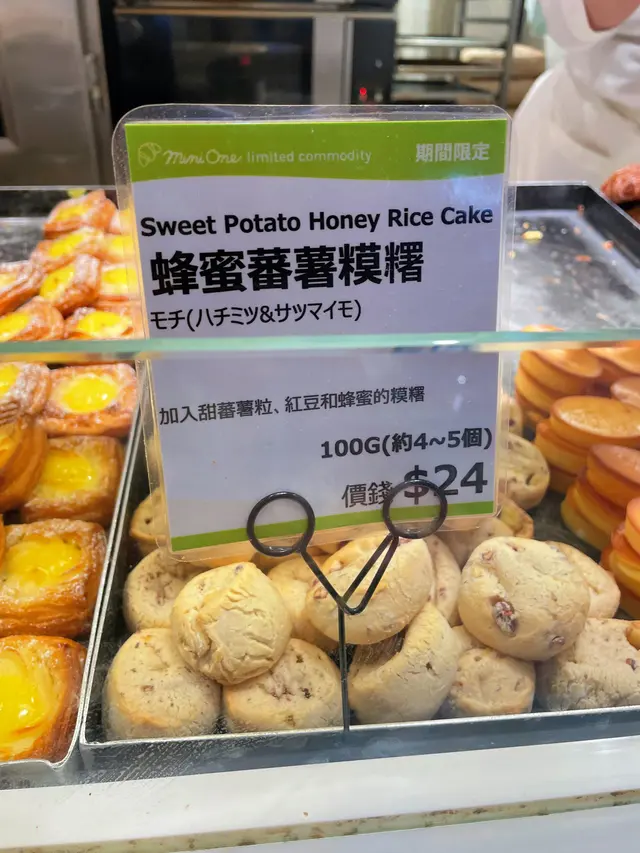 mini One limited commodity 期間限定
Sweet Potato Honey Rice Cake
蜂蜜蕃薯糢糬
モチ(ハチミツ&サツマイモ)
加入甜蕃薯粒、紅豆和蜂蜜的糢糬
100G(約4~5個)
價錢 $24